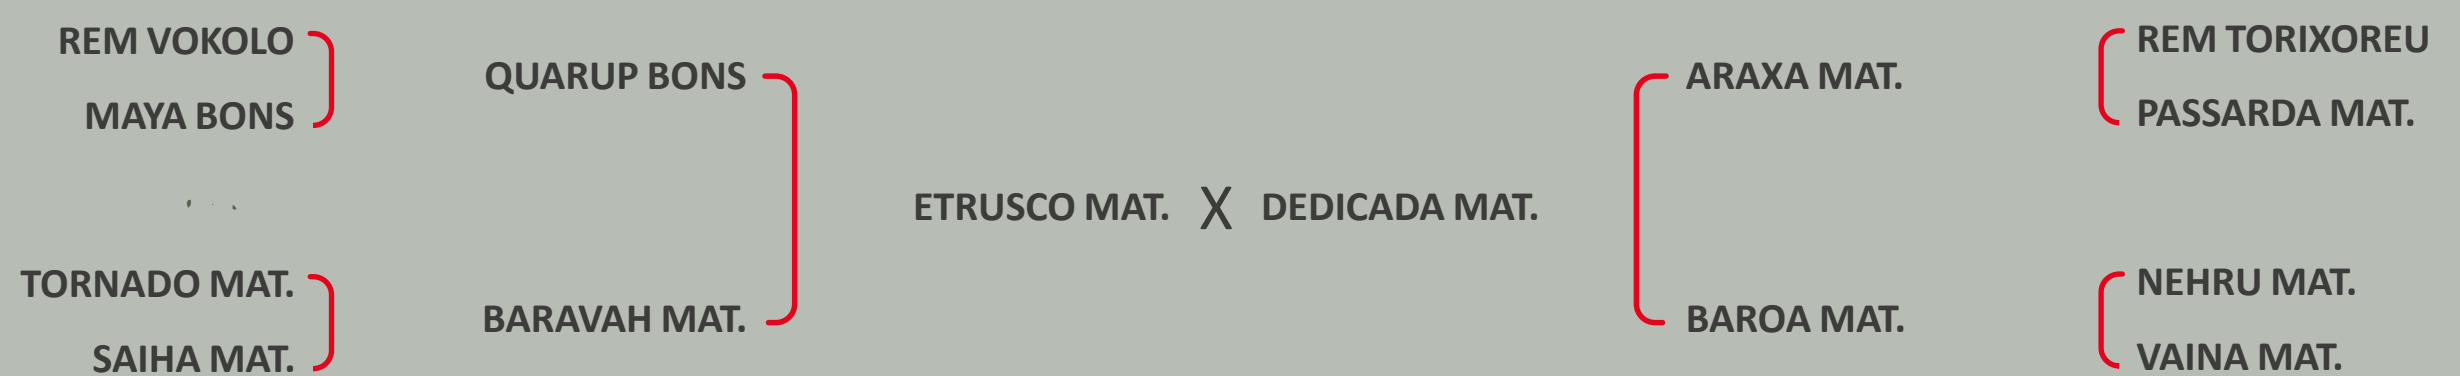 REM VOKOLO
MAYA BONS
QUARUP BONS
TORNADO MAT.
SAIHA MAT.
BARAVAH MAT.
ETRUSCO MAT. X DEDICADA MAT.
ARAXA MAT.
REM TORIXOREU
PASSARDA MAT.
BAROA MAT.
NEHRU MAT.
VAINA MAT.